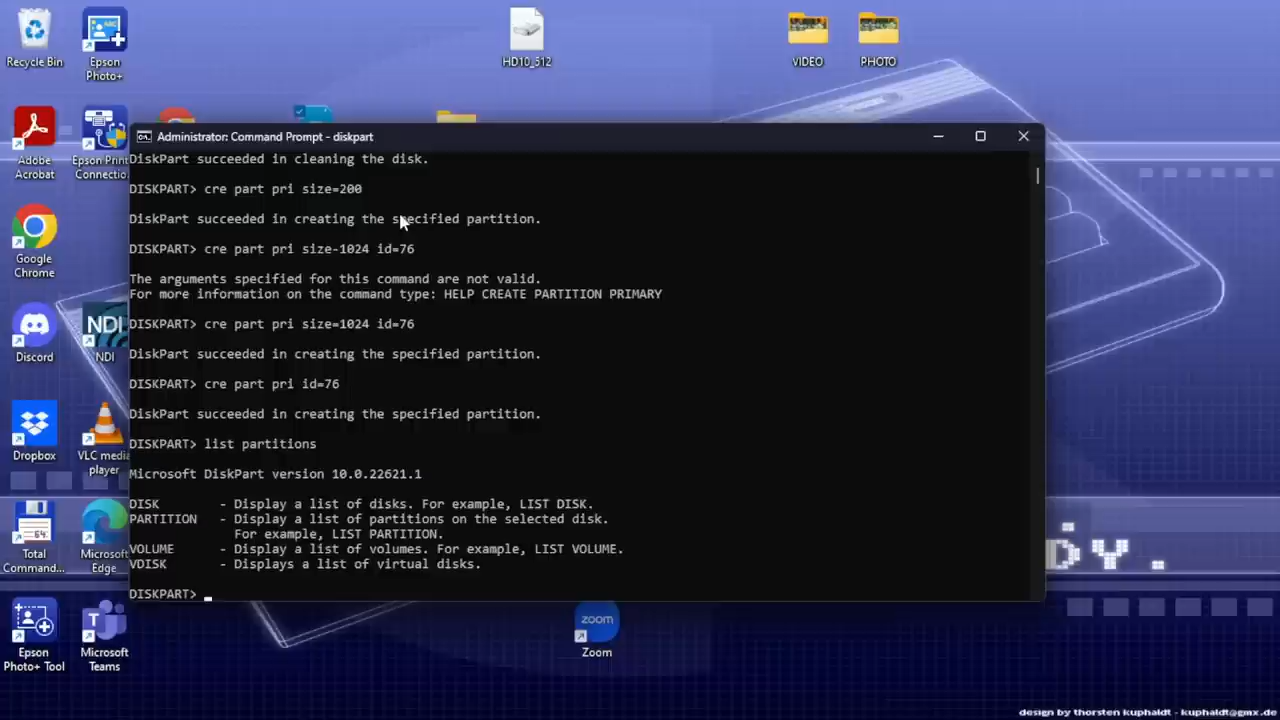 Recycle Bin
Epson
Photo+
HD10_512
VIDEO
PHOTO
Adobe
Acrobat
Epson Print
Connectio...
Google
Chrome
Discord
NDI
NDI
Dropbox
VLC media
player
64
Total
Command...
Microsoft
Edge
Epson
Photo+ Tool
Microsoft
Teams
zoom
Zoom
Administrator: Command Prompt - diskpart
DiskPart succeeded in cleaning the disk.
DISKPART> cre part pri size=200
DiskPart succeeded in creating the specified partition.
DISKPART> cre part pri size-1024 id=76
The arguments specified for this command are not valid.
For more information on the command type: HELP CREATE PARTITION PRIMARY
DISKPART> cre part pri size=1024 id=76
DiskPart succeeded in creating the specified partition.
DISKPART> cre part pri id=76
DiskPart succeeded in creating the specified partition.
DISKPART> list partitions
Microsoft DiskPart version 10.0.22621.1
DISK - Display a list of disks. For example, LIST DISK.
PARTITION - Display a list of partitions on the selected disk.
For example, LIST PARTITION.
VOLUME - Display a list of volumes. For example, LIST VOLUME.
VDISK - Displays a list of virtual disks.
DISKPART>
DY.
design by thorsten kuphaldt - kuphaldt@gmx.de